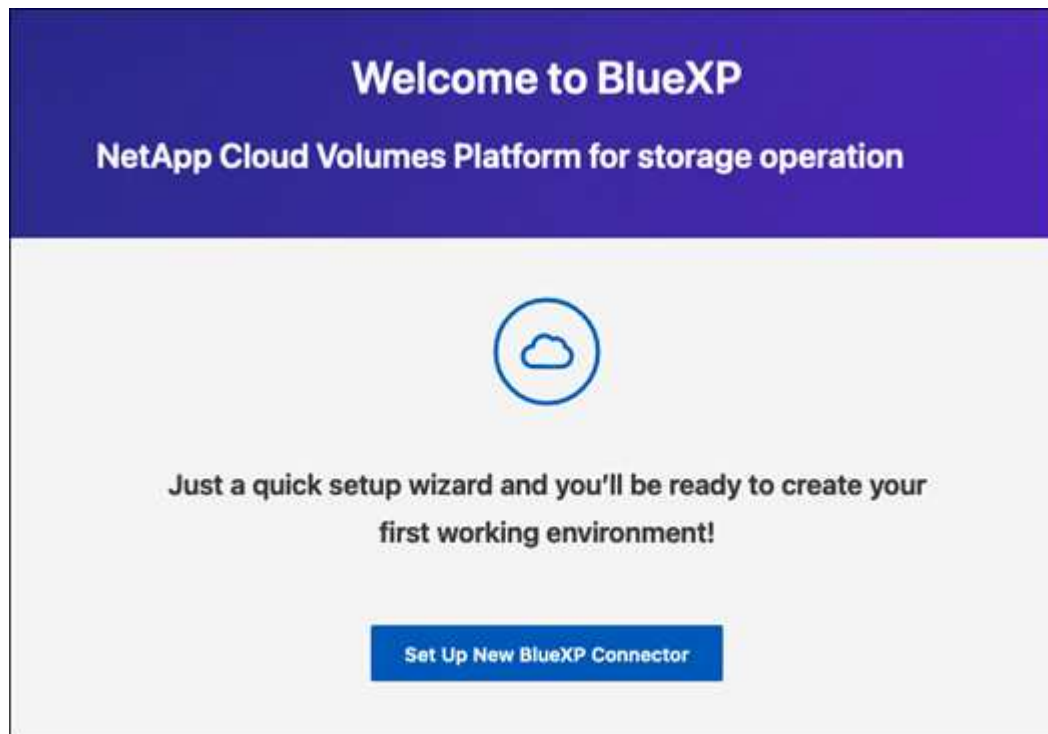 Welcome to BlueXP
NetApp Cloud Volumes Platform for storage operation
Just a quick setup wizard and you'll be ready to create your
first working environment!
Set Up New BlueXP Connector